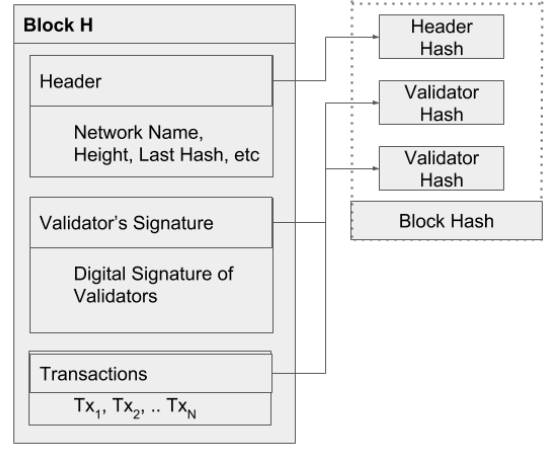 Block H
Header
Network Name,
Height, Last Hash, etc
Validator's Signature
Digital Signature of
Validators
Transactions
Tx₁, Tx₂, .. Txₙ
Header
Hash
Validator
Hash
Validator
Hash
Block Hash